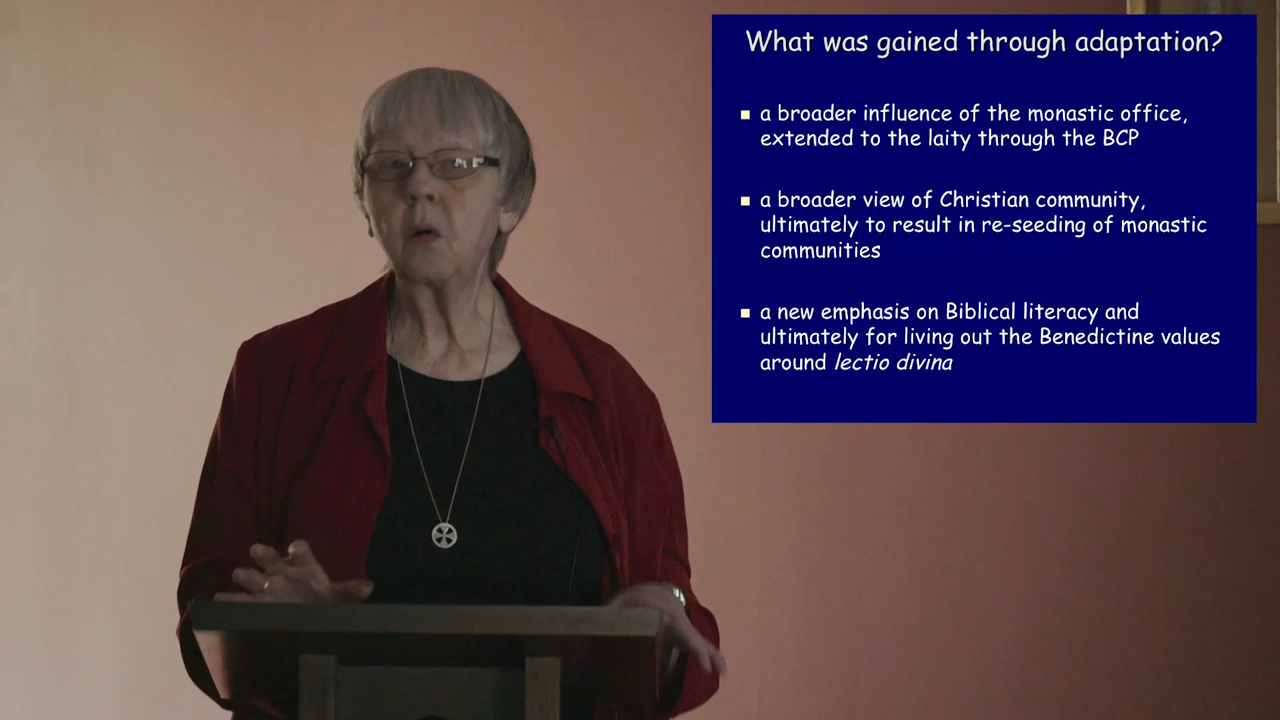 What was gained through adaptation?
a broader influence of the monastic office,
extended to the laity through the BCP
a broader view of Christian community,
ultimately to result in re-seeding of monastic
communities
a new emphasis on Biblical literacy and
ultimately for living out the Benedictine values
around lectio divina